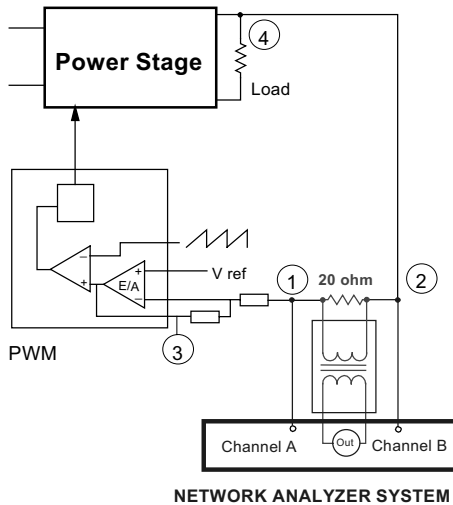 Power Stage
4
Load
+
−
+
−
E/A
V ref
1
20 ohm
2
3
PWM
Channel A
Out
Channel B
NETWORK ANALYZER SYSTEM